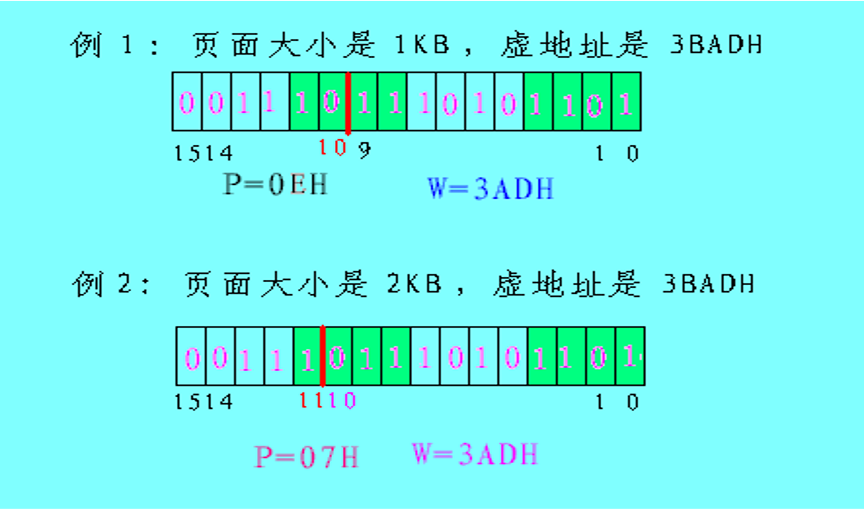 例 1： 页面大小是 1KB，虚地址是 3BADH
0 0 1 1 1 0 1 1 1 0 1 0 1 1 0 1
1514 10 9 1 0
P=0EH W=3ADH
例 2： 页面大小是 2KB，虚地址是 3BADH
0 0 1 1 1 0 1 1 1 0 1 0 1 1 0 1
1514 1110 1 0
P=07H W=3ADH